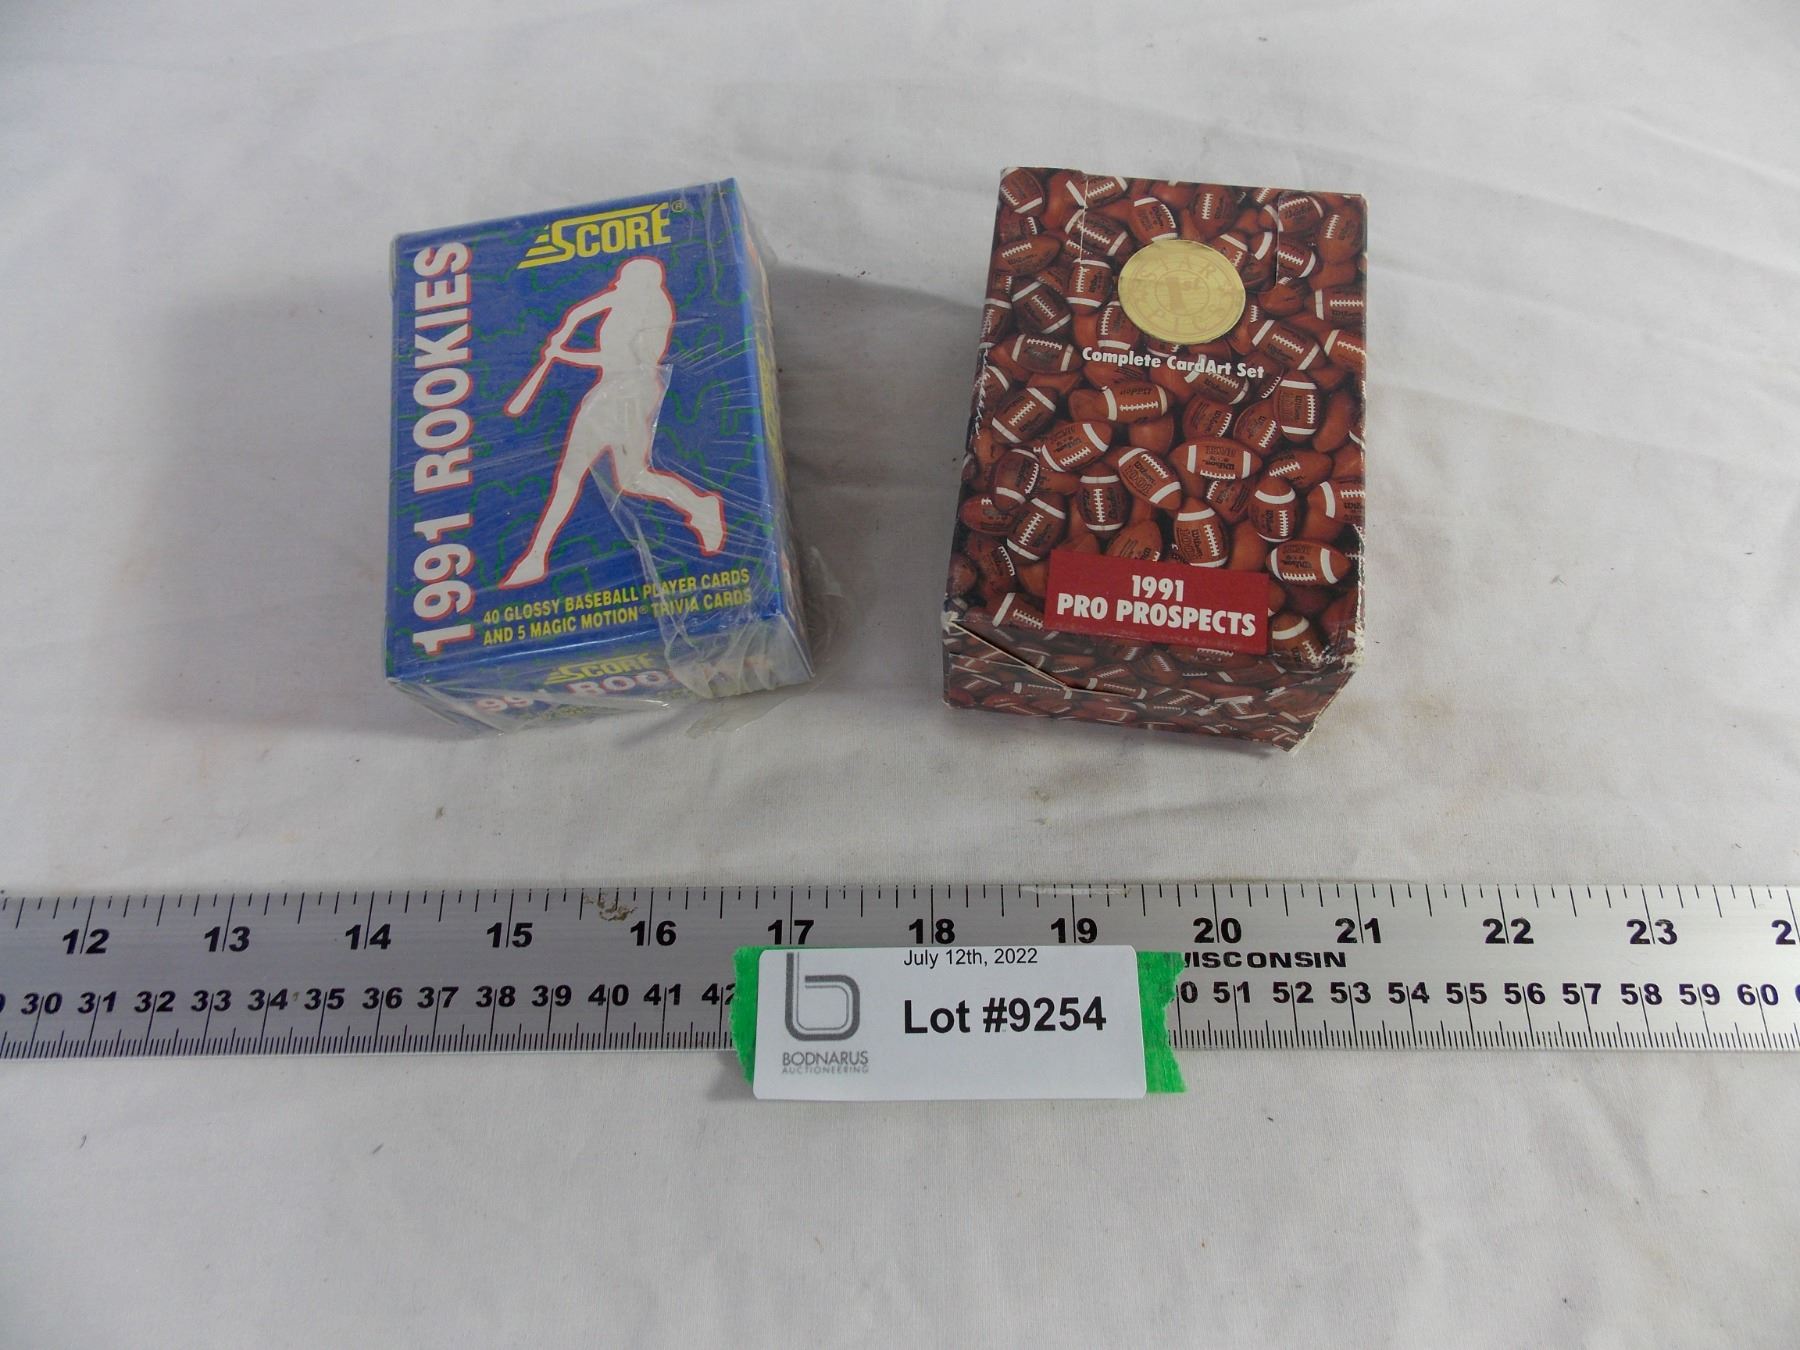 SCORE®
1991 ROOKIES
40 GLOSSY BASEBALL PLAYER CARDS
AND 5 MAGIC MOTION® TRIVIA CARDS
SCORE
STAR PICS
1st
Complete CardArt Set
1991
PRO PROSPECTS
12 13 14 15 16 17 18 19 20 21 22 23
WISCONSIN
30 31 32 33 34 35 36 37 38 39 40 41 51 52 53 54 55 56 57 58 59 60
July 12th, 2022
Lot #9254
b
BODNARUS
AUCTIONEERING